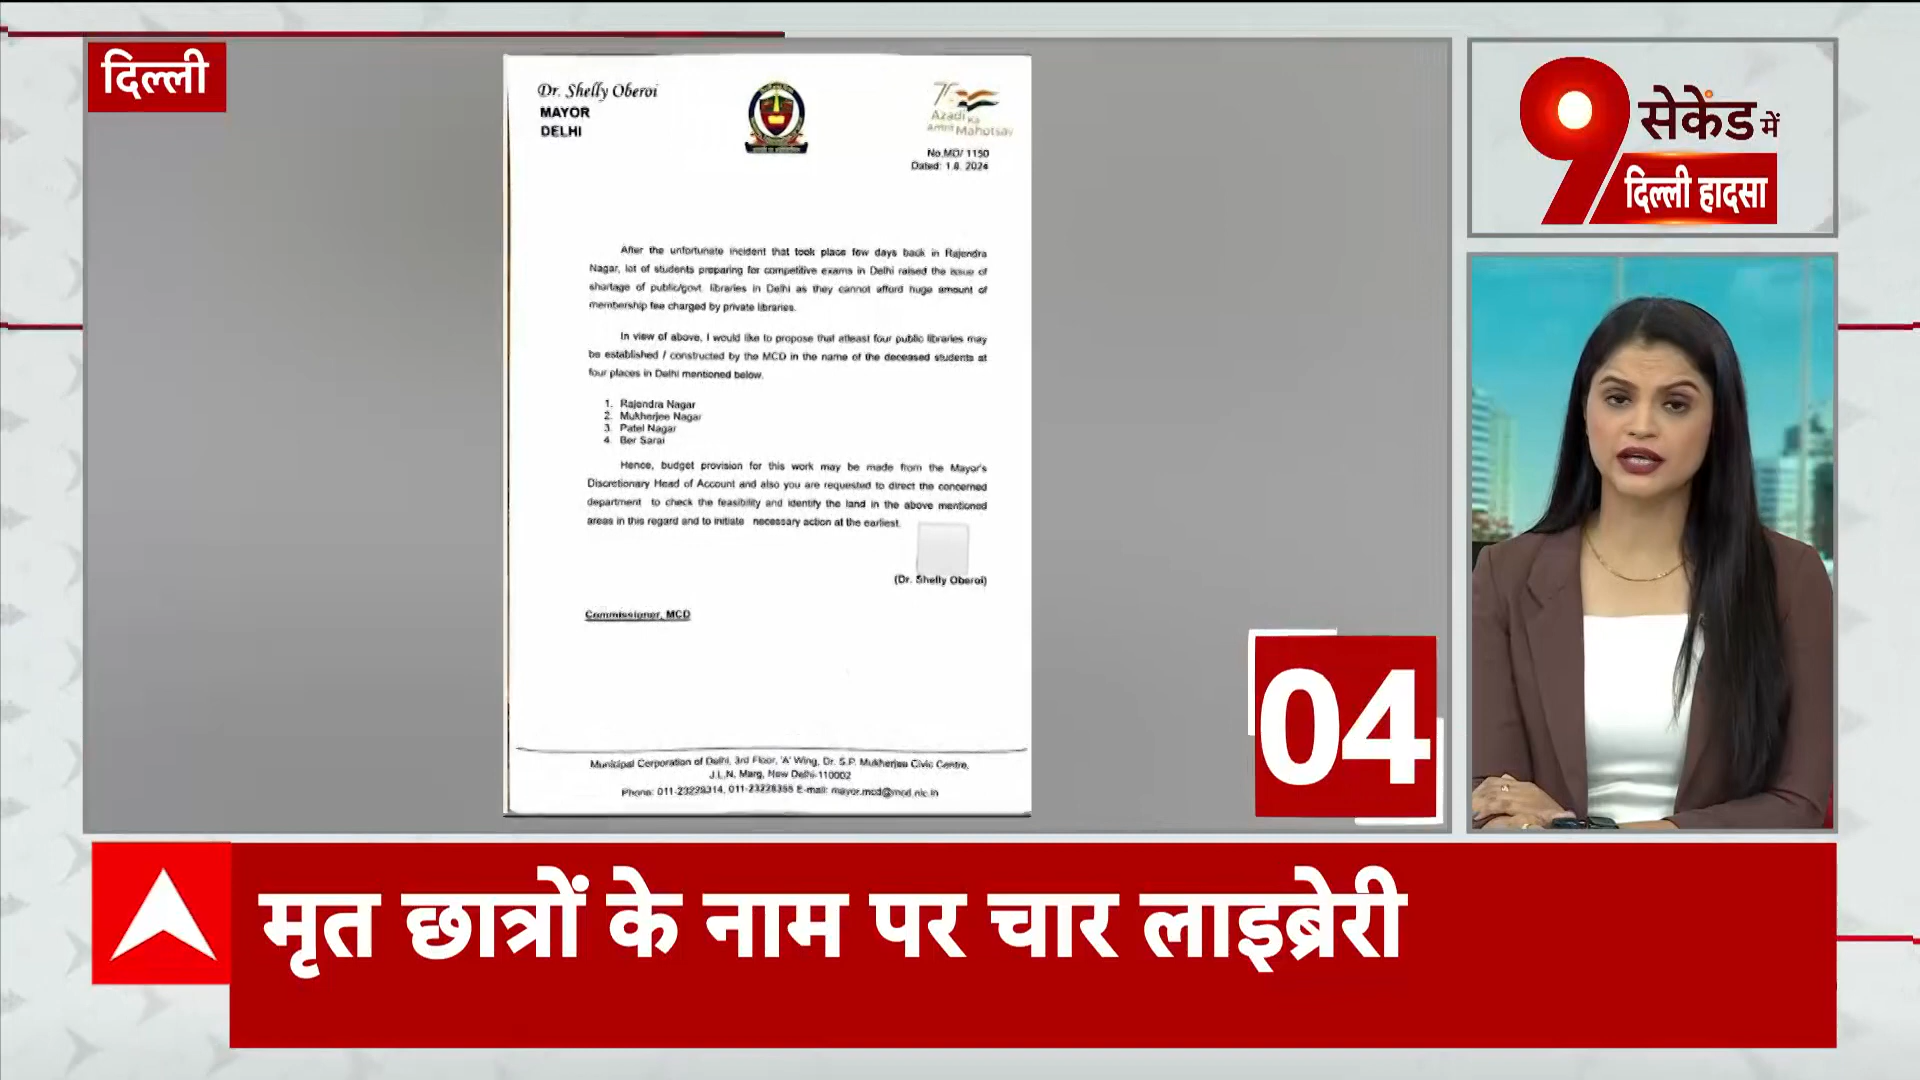 दिल्ली
Dr. Shelly Oberoi
MAYOR
DELHI
Azadi Ka
Amrit Mahotsav
No.MD/ 1150
Dated: 1.8. 2024
After the unfortunate incident that took place few days back in Rajendra
Nagar, lot of students preparing for competitive exams in Delhi raised the issue of
shortage of public/govt. libraries in Delhi as they cannot afford huge amount of
membership fee charged by private libraries.
In view of above, I would like to propose that atleast four public libraries may
be established / constructed by the MCD in the name of the deceased students at
four places in Delhi mentioned below.
1. Rajendra Nagar
2. Mukherjee Nagar
3. Patel Nagar
4. Ber Sarai
Hence, budget provision for this work may be made from the Mayor's
Discretionary Head of Account and also you are requested to direct the concerned
department to check the feasibility and identify the land in the above mentioned
areas in this regard and to initiate necessary action at the earliest.
(Dr. Shelly Oberoi)
Commissioner, MCD
Municipal Corporation of Delhi, 3rd Floor, 'A' Wing, Dr. S.P. Mukherjee Civic Centre,
J.L.N. Marg, New Delhi-110002
Phone: 011-23228314, 011-23228355 E-mail: mayor.mcd@mcd.nic.in
9 सेकेंड में
दिल्ली हादसा
04
मृत छात्रों के नाम पर चार लाइब्रेरी